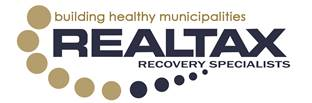 building healthy municipalities
REALTAX
RECOVERY SPECIALISTS